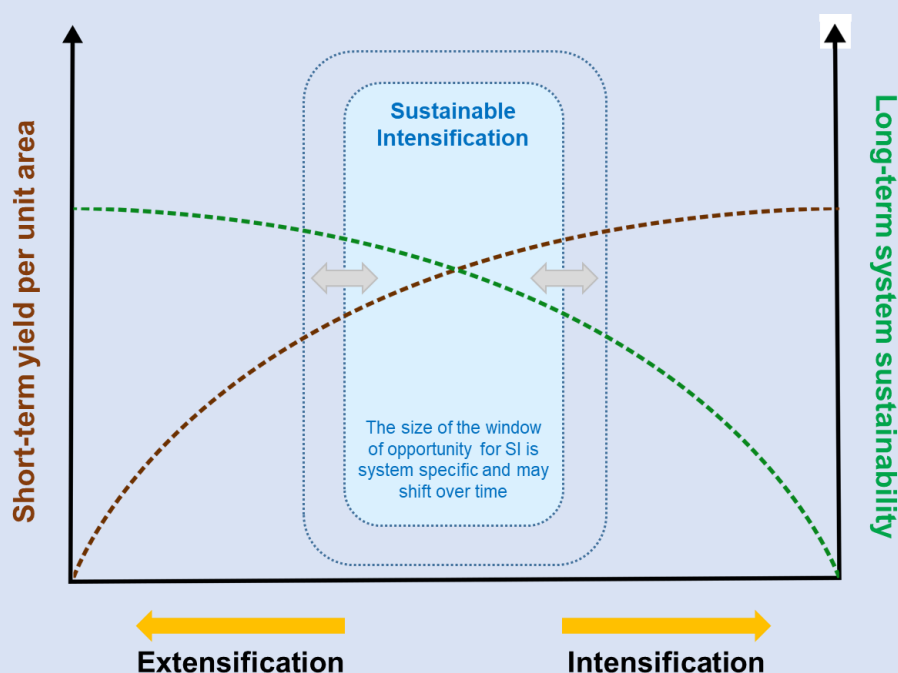 Short-term yield per unit area
Sustainable
Intensification
The size of the window
of opportunity for SI is
system specific and may
shift over time
Long-term system sustainability
Extensification
Intensification